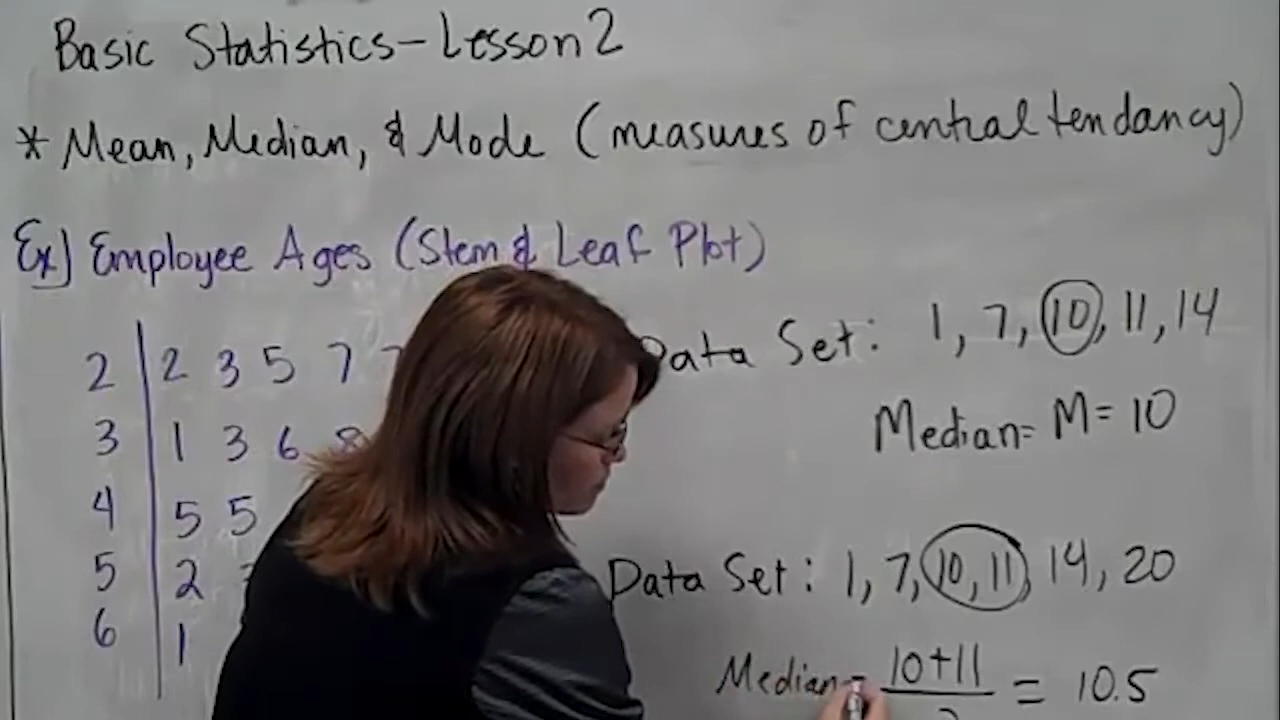 Basic Statistics - Lesson 2
* Mean, Median, & Mode (measures of central tendancy)
Ex] Employee Ages (Stem & Leaf Plot)
2 | 2 3 5 7
3 | 1 3 6
4 | 5 5
5 | 2
6 | 1
Data Set: 1, 7, 10, 11, 14
Median = M = 10
Data Set: 1, 7, 10, 11, 14, 20
Median = 10+11 = 10.5